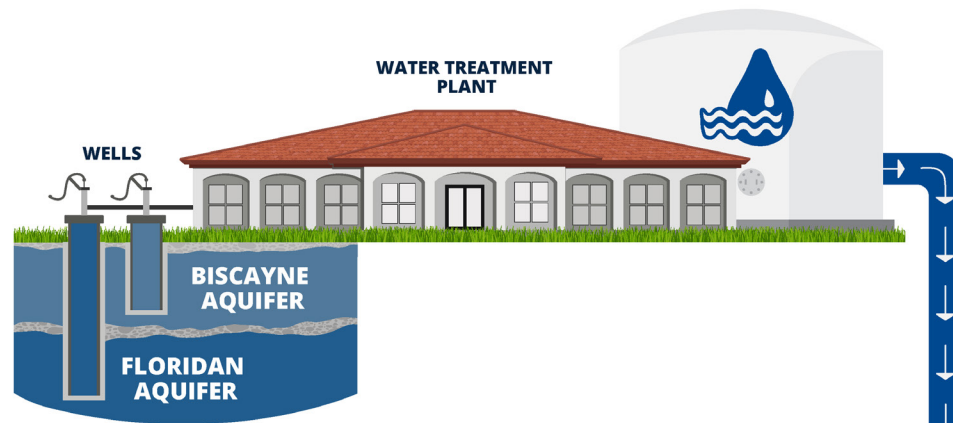 WATER TREATMENT
PLANT
WELLS
BISCAYNE
AQUIFER
FLORIDAN
AQUIFER